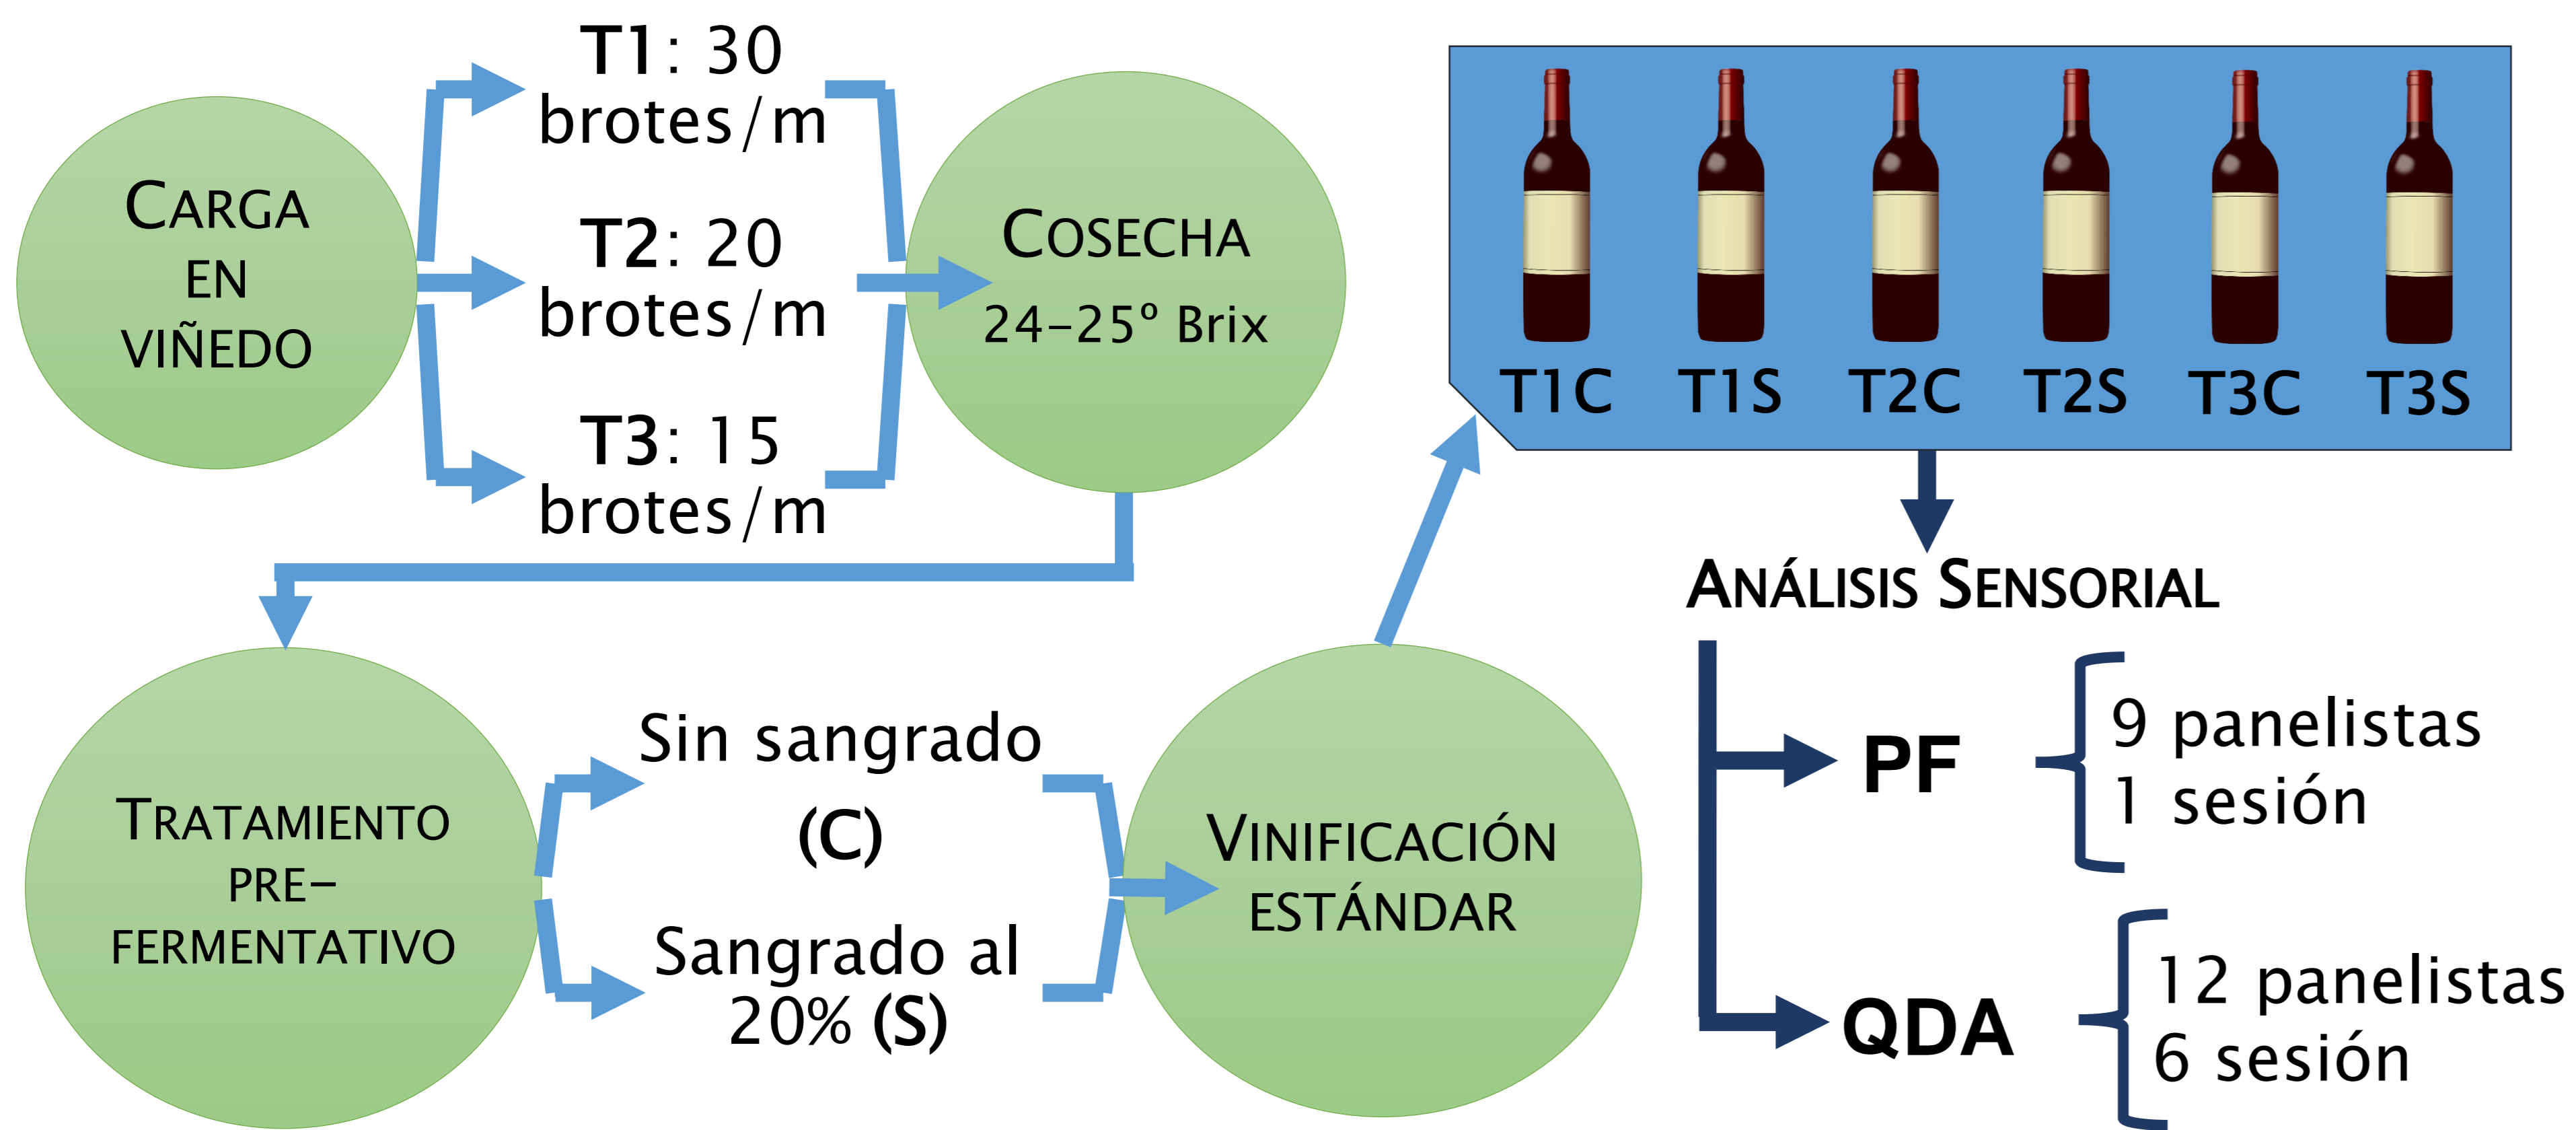 CARGA
EN
VIÑEDO
T1: 30
brotes/m
T2: 20
brotes/m
T3: 15
brotes/m
COSECHA
24-25º Brix
TRATAMIENTO
PRE-
FERMENTATIVO
Sin sangrado
(C)
Sangrado al
20% (S)
VINIFICACIÓN
ESTÁNDAR
T1C T1S T2C T2S T3C T3S
ANÁLISIS SENSORIAL
PF
9 panelistas
1 sesión
QDA
12 panelistas
6 sesión